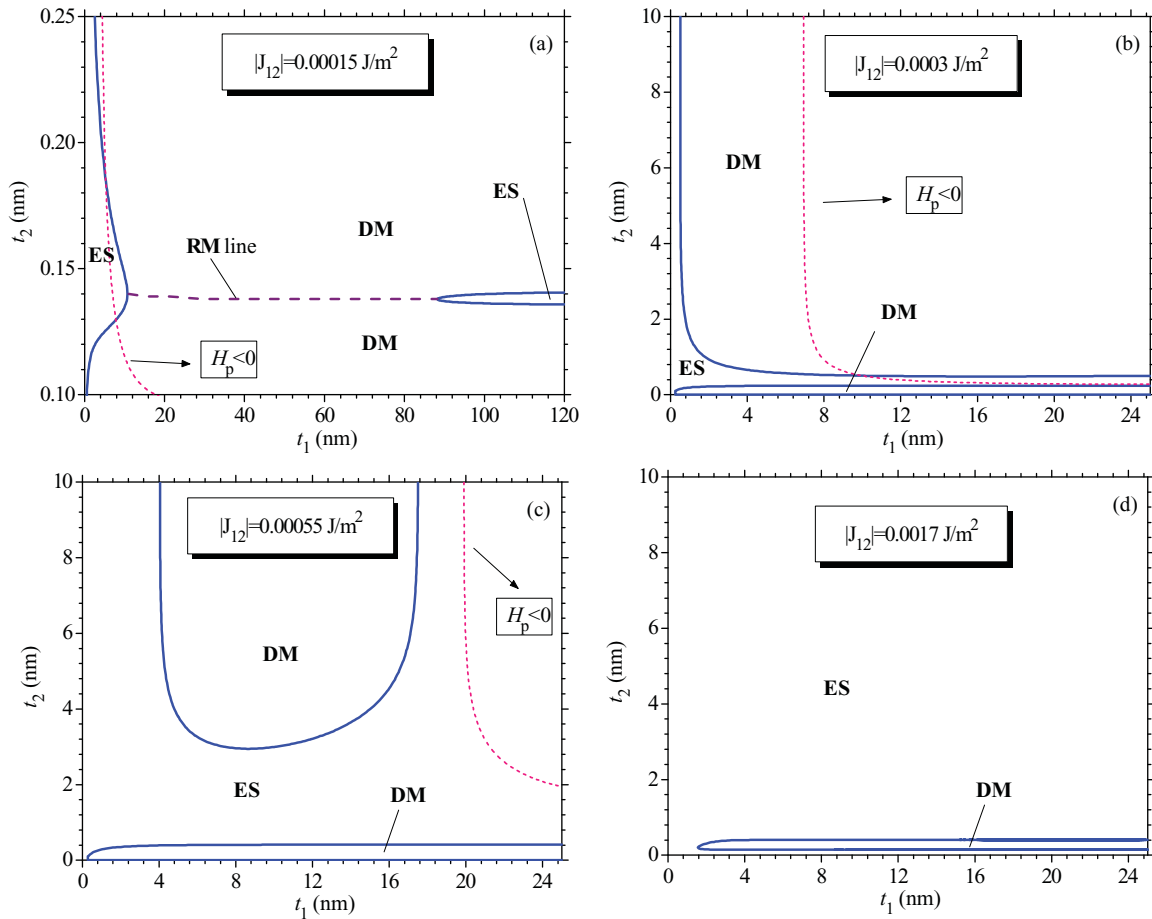 (a)
|J12|=0.00015 J/m²
0.25
0.20
0.15
0.10
t2 (nm)
ES
DM
ES
RM line
DM
Hp<0
0 20 40 60 80 100 120
t1 (nm)
(b)
|J12|=0.0003 J/m²
10
8
6
4
2
0
t2 (nm)
DM
Hp<0
DM
ES
0 4 8 12 16 20 24
t1 (nm)
(c)
|J12|=0.00055 J/m²
10
8
6
4
2
0
t2 (nm)
Hp<0
DM
ES
DM
0 4 8 12 16 20 24
t1 (nm)
(d)
|J12|=0.0017 J/m²
10
8
6
4
2
0
t2 (nm)
ES
DM
0 4 8 12 16 20 24
t1 (nm)